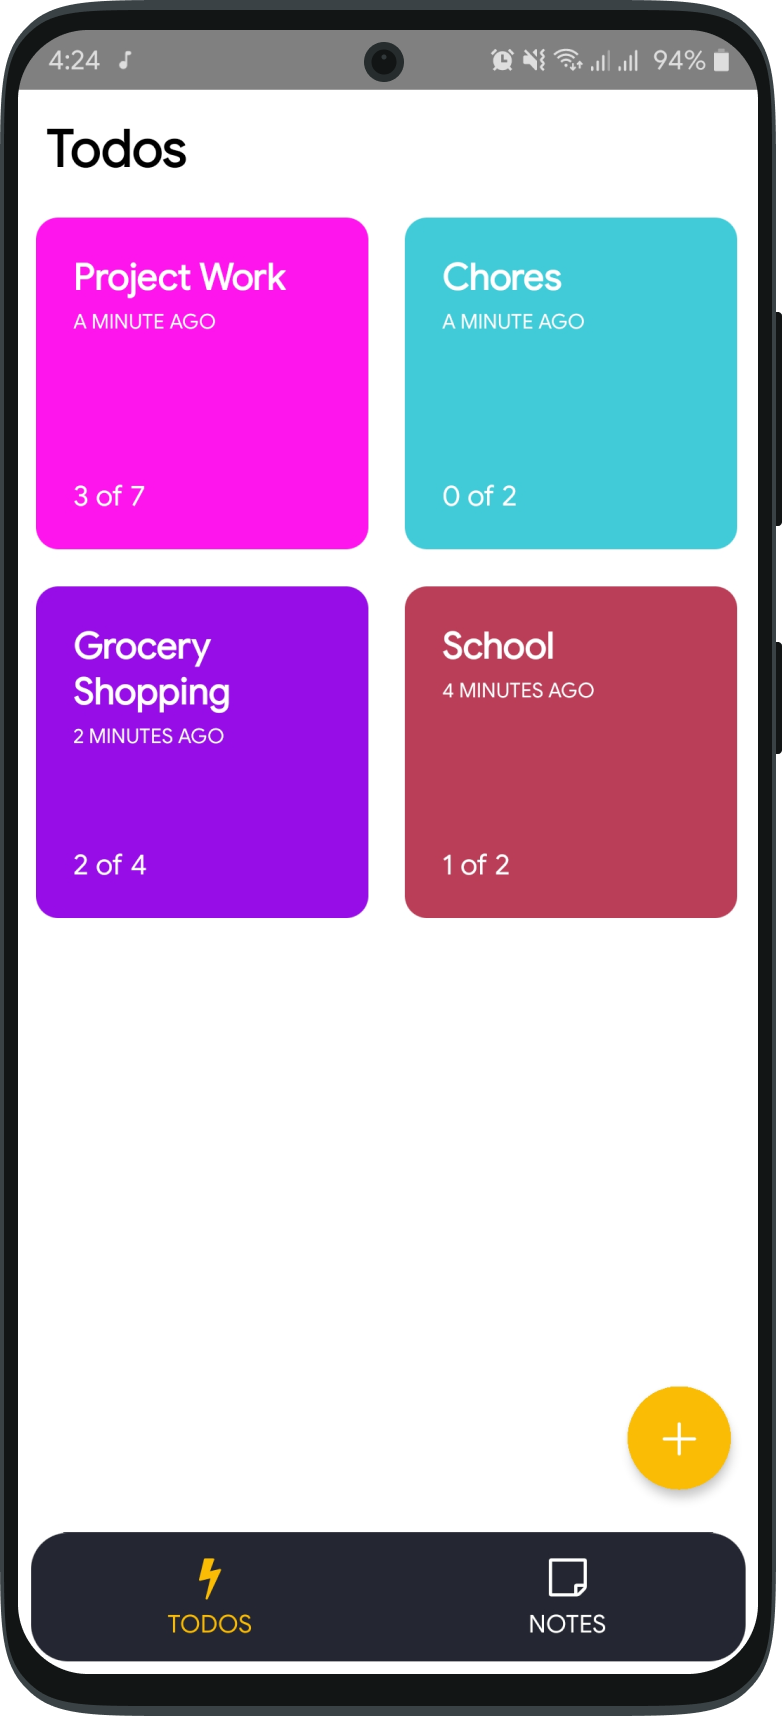 4:24
94%
Todos
Project Work
A MINUTE AGO
3 of 7
Chores
A MINUTE AGO
0 of 2
Grocery
Shopping
2 MINUTES AGO
2 of 4
School
4 MINUTES AGO
1 of 2
TODOS
NOTES